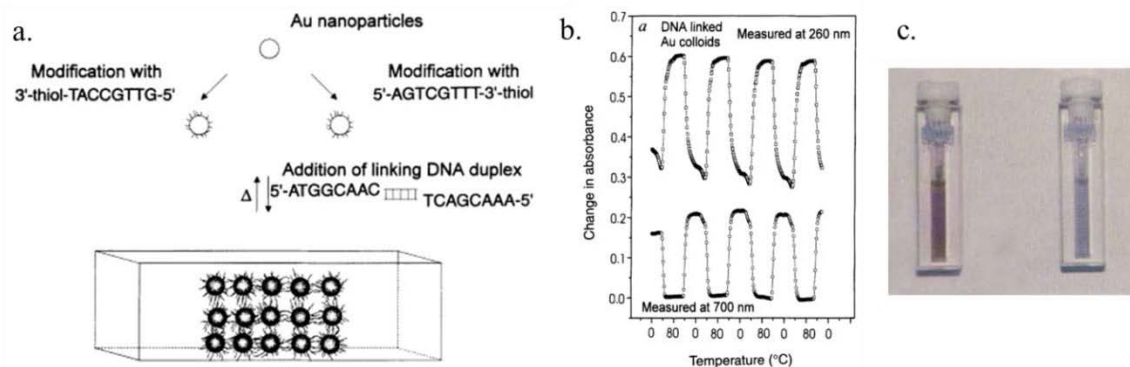 a.
Au nanoparticles
Modification with
3'-thiol-TACCGTTG-5'
Modification with
5'-AGTCGTTT-3'-thiol
Addition of linking DNA duplex
Δ
5'-ATGGCAAC
TCAGCAAA-5'
b.
a DNA linked
Au colloids
Measured at 260 nm
Change in absorbance
0.7
0.6
0.5
0.4
0.3
0.2
0.1
0.0
Measured at 700 nm
0 80 0 80 0 80 0 80 0
Temperature (°C)
c.